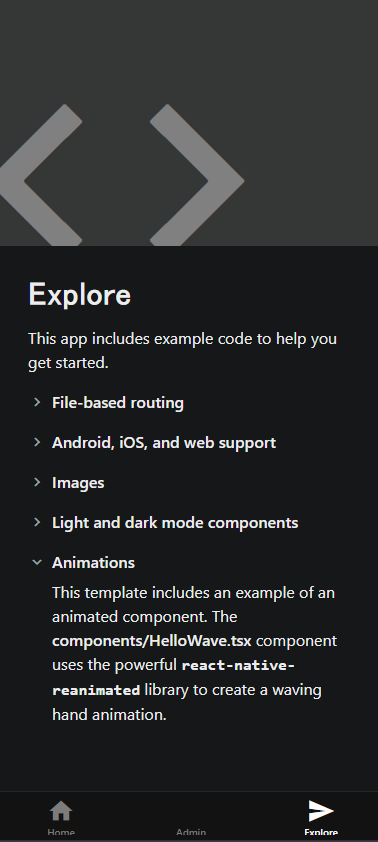 Explore
This app includes example code to help you
get started.
File-based routing
Android, iOS, and web support
Images
Light and dark mode components
Animations
This template includes an example of an
animated component. The
components/HelloWave.tsx component
uses the powerful react-native-
reanimated library to create a waving
hand animation.
Home
Admin
Explore